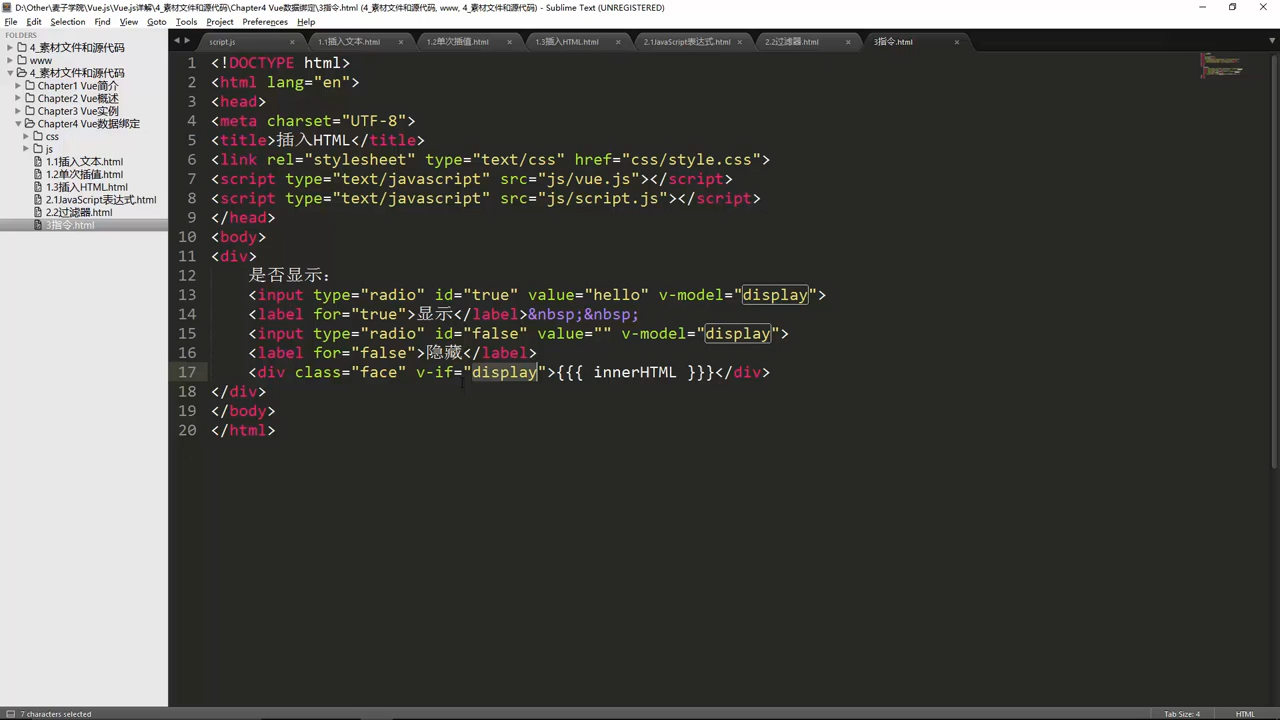 D:\Other\麦子学院\Vue.js\Vue.js详解\4_素材文件和源代码\Chapter4 Vue数据绑定\3指令.html (4_素材文件和源代码, www, 4_素材文件和源代码) - Sublime Text (UNREGISTERED)
File Edit Selection Find View Goto Tools Project Preferences Help
FOLDERS
4_素材文件和源代码
www
4_素材文件和源代码
Chapter1 Vue简介
Chapter2 Vue概述
Chapter3 Vue实例
Chapter4 Vue数据绑定
css
js
1.1插入文本.html
1.2单次插值.html
1.3插入HTML.html
2.1JavaScript表达式.html
2.2过滤器.html
3指令.html
script.js 1.1插入文本.html 1.2单次插值.html 1.3插入HTML.html 2.1JavaScript表达式.html 2.2过滤器.html 3指令.html
1 <!DOCTYPE html>
2 <html lang="en">
3 <head>
4 <meta charset="UTF-8">
5 <title>插入HTML</title>
6 <link rel="stylesheet" type="text/css" href="css/style.css">
7 <script type="text/javascript" src="js/vue.js"></script>
8 <script type="text/javascript" src="js/script.js"></script>
9 </head>
10 <body>
11 <div>
12 是否显示:
13 <input type="radio" id="true" value="hello" v-model="display">
14 <label for="true">显示</label>&nbsp;&nbsp;
15 <input type="radio" id="false" value="" v-model="display">
16 <label for="false">隐藏</label>
17 <div class="face" v-if="display">{{{ innerHTML }}}</div>
18 </div>
19 </body>
20 </html>
7 characters selected Tab Size: 4 HTML